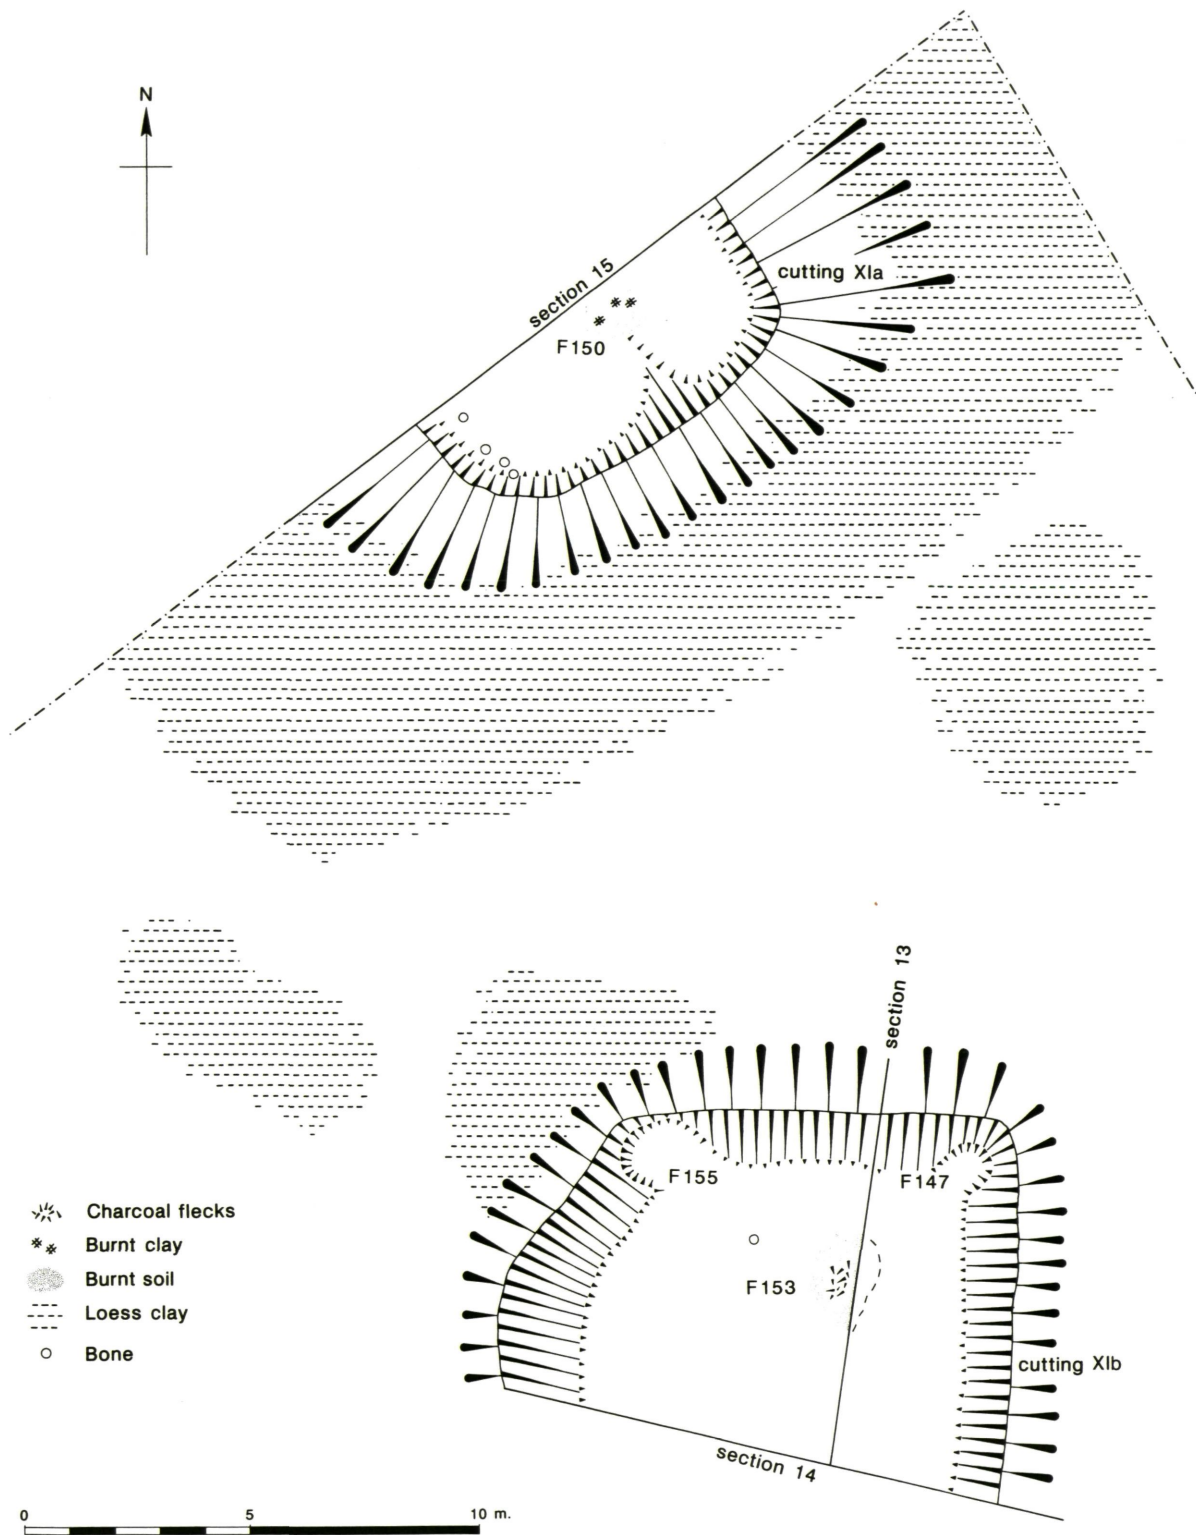 N
section 15
cutting XIa
F150
section 13
F155
F147
F153
cutting XIb
section 14
Charcoal flecks
Burnt clay
Burnt soil
Loess clay
Bone
0 5 10 m.